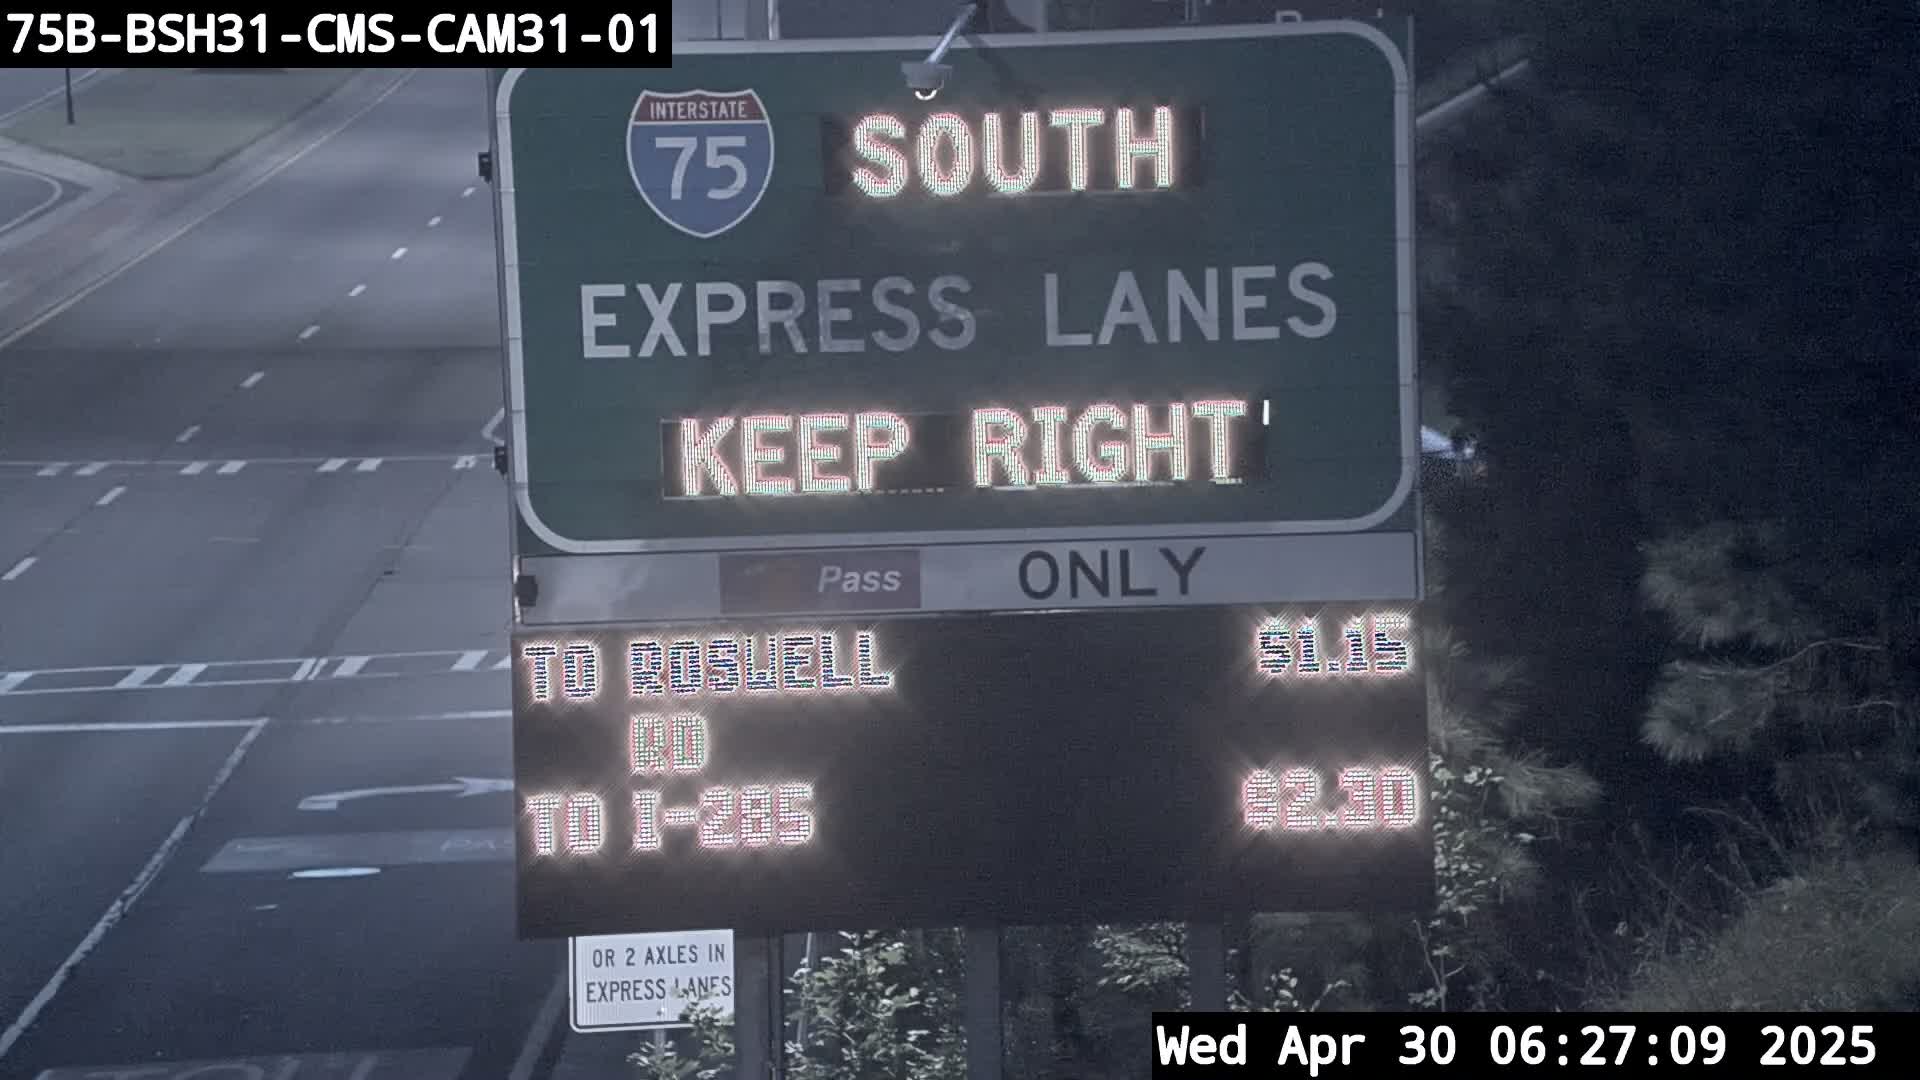 75B-BSH31-CMS-CAM31-01
INTERSTATE
75
SOUTH
EXPRESS LANES
KEEP RIGHT
Pass ONLY
TO ROSWELL $1.15
RD
TO I-285 $2.30
OR 2 AXLES IN
EXPRESS LANES
Wed Apr 30 06:27:09 2025